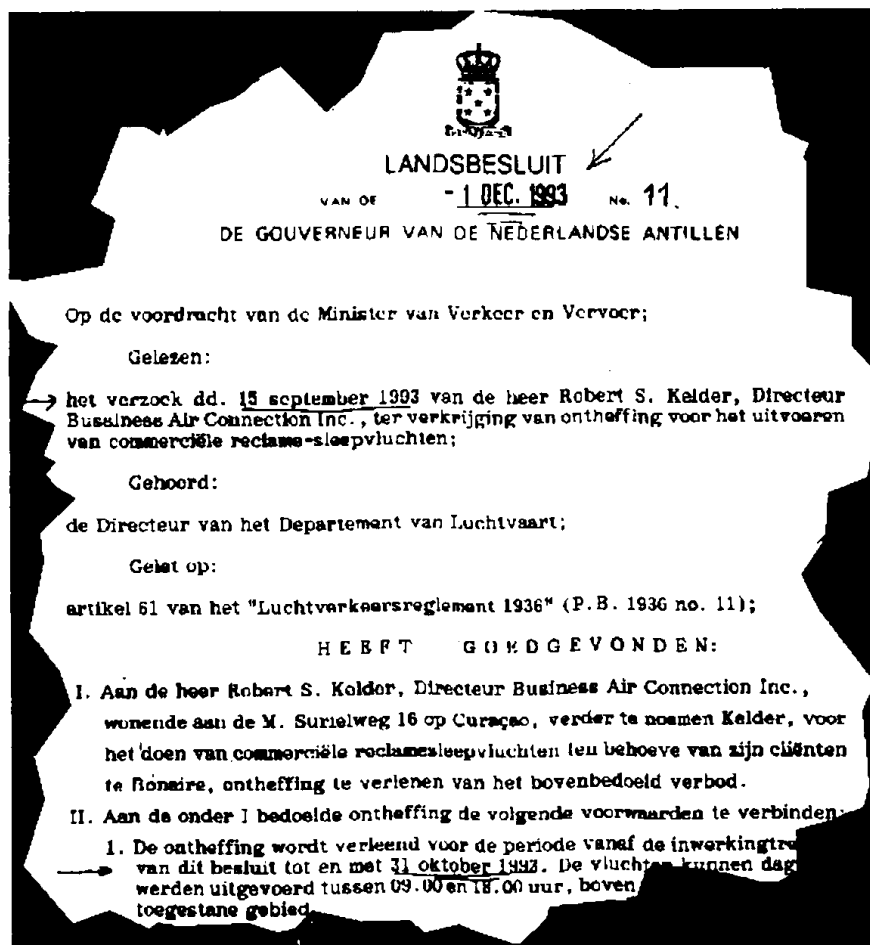 LANDSBESLUIT
VAN DE - 1 DEC. 1993 No. 11.
DE GOUVERNEUR VAN DE NEDERLANDSE ANTILLEN
Op de voordracht van de Minister van Verkeer en Vervoer;
Gelezen:
het verzoek dd. 15 september 1993 van de heer Robert S. Kelder, Directeur
Bussiness Air Connection Inc., ter verkrijging van ontheffing voor het uitvoeren
van commerciële reclame-sleepvluchten;
Gehoord:
de Directeur van het Departement van Luchtvaart;
Gelet op:
artikel 61 van het "Luchtverkeersreglement 1936" (P.B. 1936 no. 11);
HEEFT GOEDGEVONDEN:
I. Aan de heer Robert S. Kelder, Directeur Business Air Connection Inc.,
wonende aan de M. Surielweg 16 op Curaçao, verder te noemen Kelder, voor
het doen van commerciële reclamesleepvluchten ten behoeve van zijn cliënten
te Bonaire, ontheffing te verlenen van het bovenbedoeld verbod.
II. Aan de onder I bedoelde ontheffing de volgende voorwaarden te verbinden:
1. De ontheffing wordt verleend voor de periode vanaf de inwerkingtre
van dit besluit tot en met 31 oktober 1993. De vluchten kunnen dag
werden uitgevoerd tussen 09.00 en 18.00 uur, boven
toegestane gebied